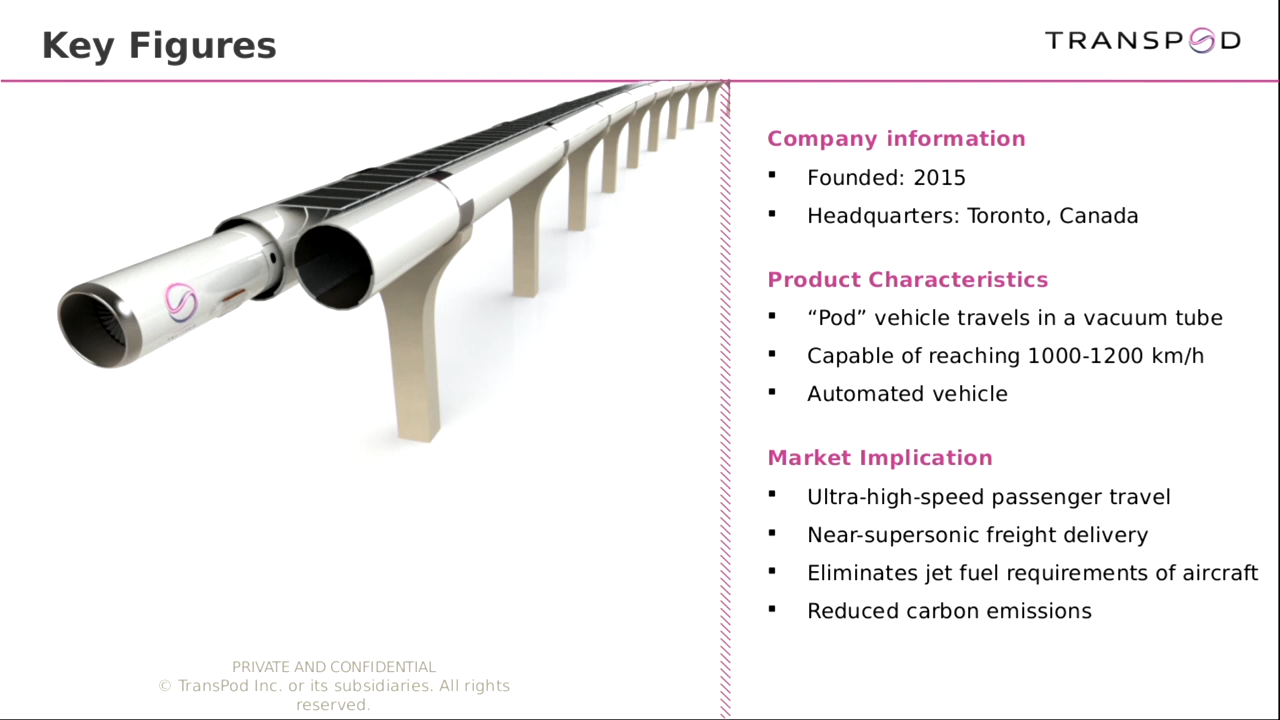 Key Figures
TRANSPOD
Company information
▪ Founded: 2015
▪ Headquarters: Toronto, Canada
Product Characteristics
▪ “Pod” vehicle travels in a vacuum tube
▪ Capable of reaching 1000-1200 km/h
▪ Automated vehicle
Market Implication
▪ Ultra-high-speed passenger travel
▪ Near-supersonic freight delivery
▪ Eliminates jet fuel requirements of aircraft
▪ Reduced carbon emissions
PRIVATE AND CONFIDENTIAL
© TransPod Inc. or its subsidiaries. All rights
reserved.